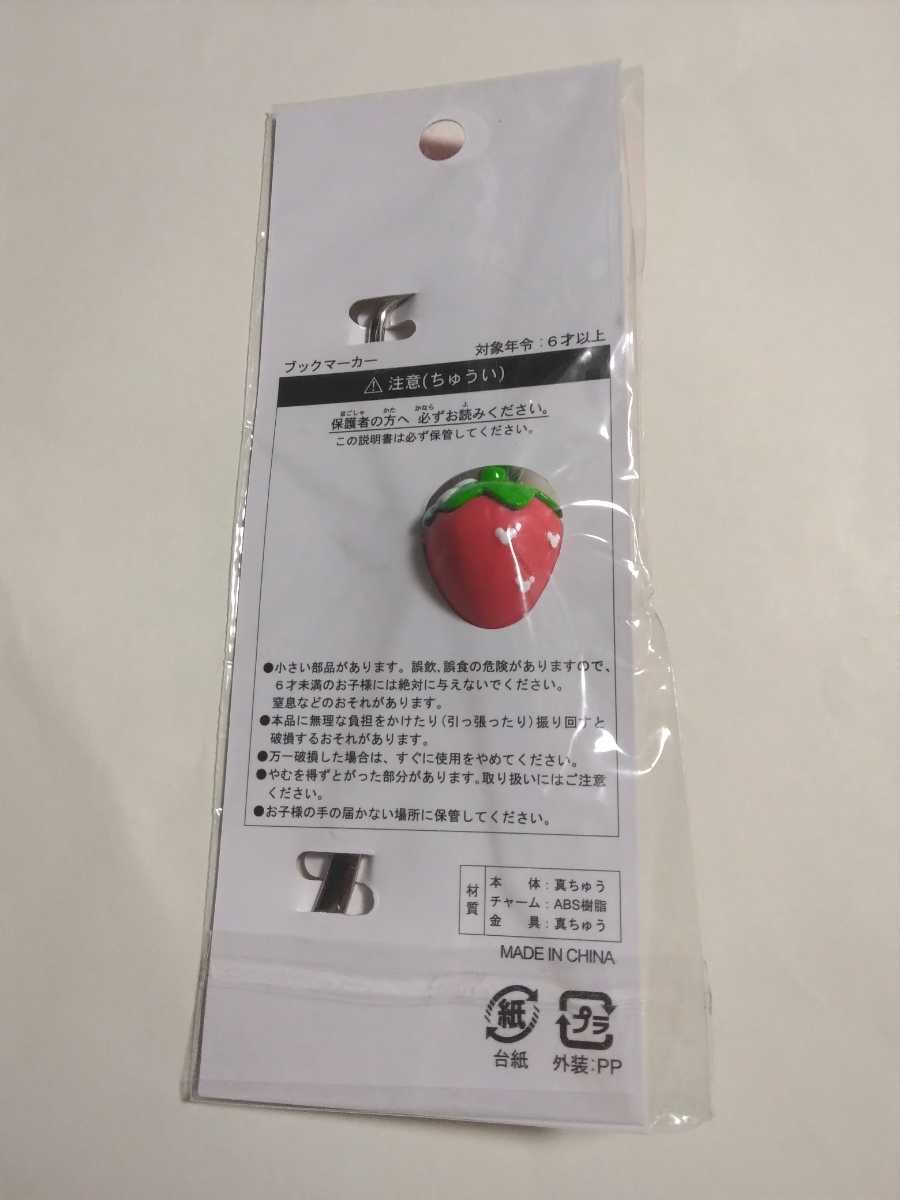 ブックマーカー
対象年令：6才以上
⚠ 注意(ちゅうい)
保護者の方へ 必ずお読みください。
この説明書は必ず保管してください。
●小さい部品があります。誤飲、誤食の危険がありますので、
6才未満のお子様には絶対に与えないでください。
窒息などのおそれがあります。
●本品に無理な負担をかけたり(引っ張ったり)振り回すと
破損するおそれがあります。
●万一破損した場合は、すぐに使用をやめてください。
●やむを得ずとがった部分があります。取り扱いにはご注意
ください。
●お子様の手の届かない場所に保管してください。
材質
本体：真ちゅう
チャーム：ABS樹脂
金具：真ちゅう
MADE IN CHINA
紙
プラ
台紙
外装：PP